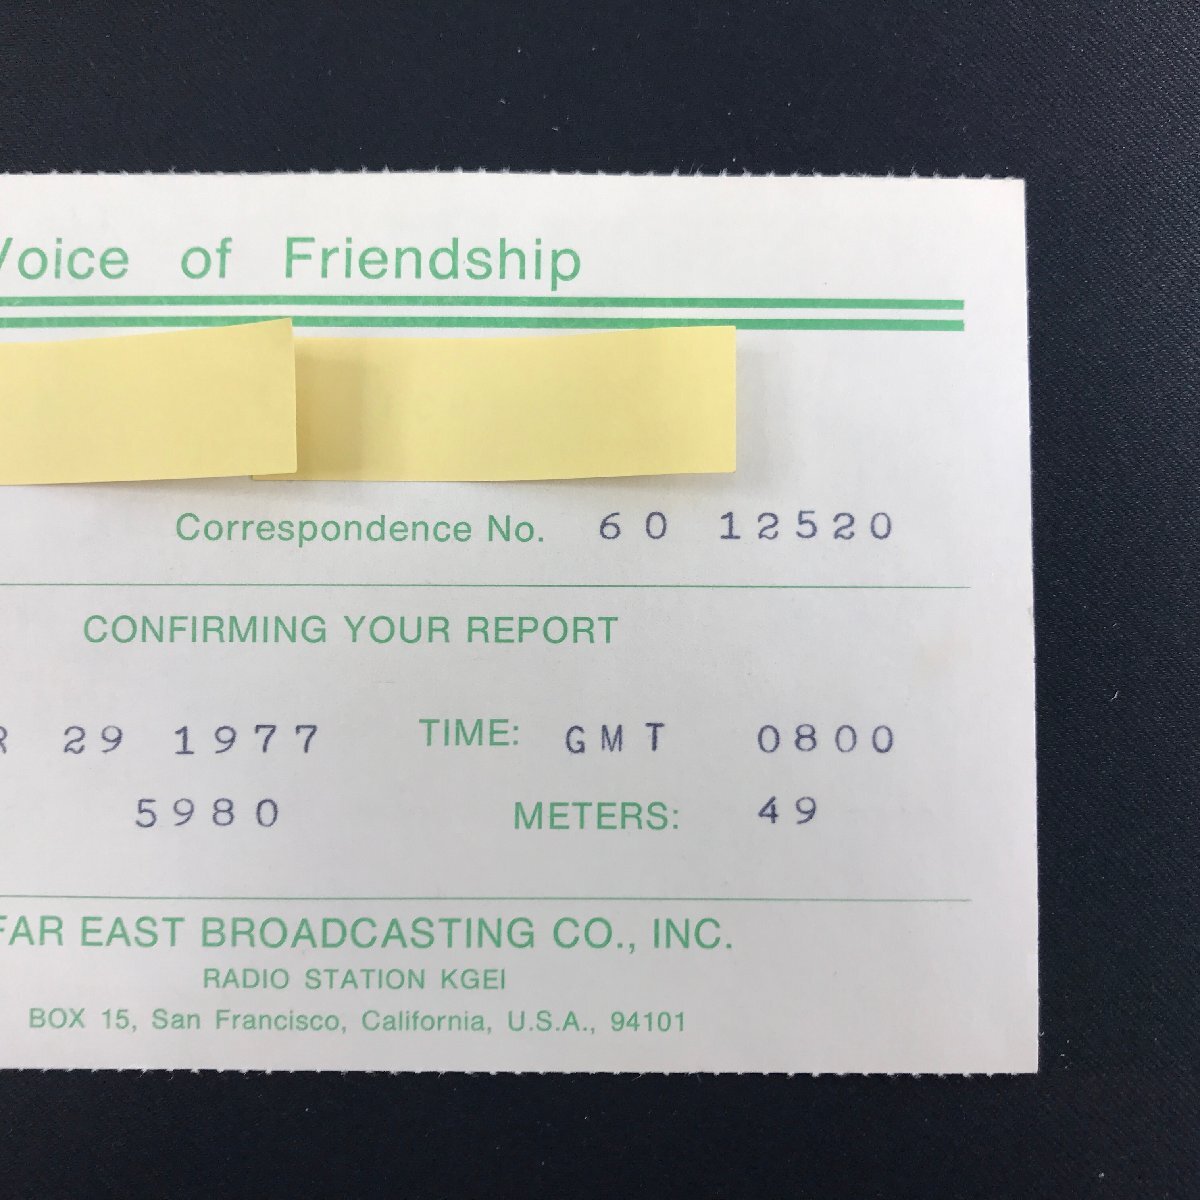 Voice of Friendship
Correspondence No. 60 12520
CONFIRMING YOUR REPORT
R 29 1977 TIME: GMT 0800
5980 METERS: 49
FAR EAST BROADCASTING CO., INC.
RADIO STATION KGEI
BOX 15, San Francisco, California, U.S.A., 94101